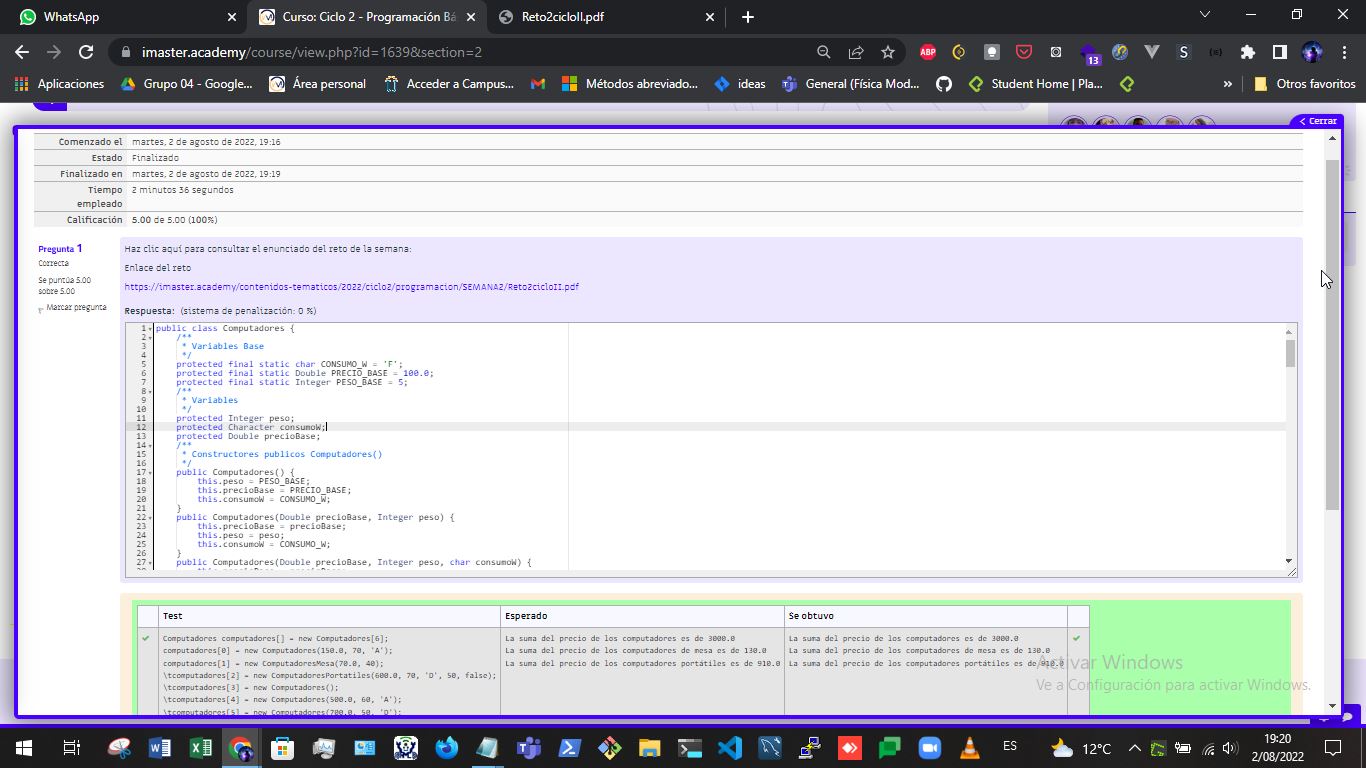 WhatsApp
Curso: Ciclo 2 - Programación Bá
Reto2cicloII.pdf
imaster.academy/course/view.php?id=1639&section=2
ABP
13
S
Aplicaciones
Grupo 04 - Google...
Área personal
Acceder a Campus...
Métodos abreviado...
ideas
General (Física Mod...
Student Home | Pla...
»
Otros favoritos
< Cerrar
Comenzado el martes, 2 de agosto de 2022, 19:16
Estado Finalizado
Finalizado en martes, 2 de agosto de 2022, 19:19
Tiempo empleado 2 minutos 36 segundos
Calificación 5.00 de 5.00 (100%)
Pregunta 1
Correcta
Se puntúa 5.00
sobre 5.00
Marcar pregunta
Haz clic aquí para consultar el enunciado del reto de la semana:
Enlace del reto
https://imaster.academy/contenidos-tematicos/2022/ciclo2/programacion/SEMANA2/Reto2cicloII.pdf
Respuesta: (sistema de penalización: 0 %)
1 public class Computadores {
2 /**
3 * Variables Base
4 */
5 protected final static char CONSUMO_W = 'F';
6 protected final static Double PRECIO_BASE = 100.0;
7 protected final static Integer PESO_BASE = 5;
8 /**
9 * Variables
10 */
11 protected Integer peso;
12 protected Character consumoW;
13 protected Double precioBase;
14 /**
15 * Constructores publicos Computadores()
16 */
17 public Computadores() {
18 this.peso = PESO_BASE;
19 this.precioBase = PRECIO_BASE;
20 this.consumoW = CONSUMO_W;
21 }
22 public Computadores(Double precioBase, Integer peso) {
23 this.precioBase = precioBase;
24 this.peso = peso;
25 this.consumoW = CONSUMO_W;
26 }
27 public Computadores(Double precioBase, Integer peso, char consumoW) {
Test Esperado Se obtuvo
Computadores computadores[] = new Computadores[6]; La suma del precio de los computadores es de 3000.0 La suma del precio de los computadores es de 3000.0
computadores[0] = new Computadores(150.0, 70, 'A'); La suma del precio de los computadores de mesa es de 130.0 La suma del precio de los computadores de mesa es de 130.0
computadores[1] = new ComputadoresMesa(70.0, 40); La suma del precio de los computadores portátiles es de 910.0 La suma del precio de los computadores portátiles es de 910.0
\tcomputadores[2] = new ComputadoresPortatiles(600.0, 70, 'D', 50, false);
\tcomputadores[3] = new Computadores();
\tcomputadores[4] = new Computadores(500.0, 60, 'A');
\tcomputadores[5] = new Computadores(700.0, 50, 'D');
Activar Windows
Ve a Configuración para activar Windows.
ES
12°C
19:20
2/08/2022